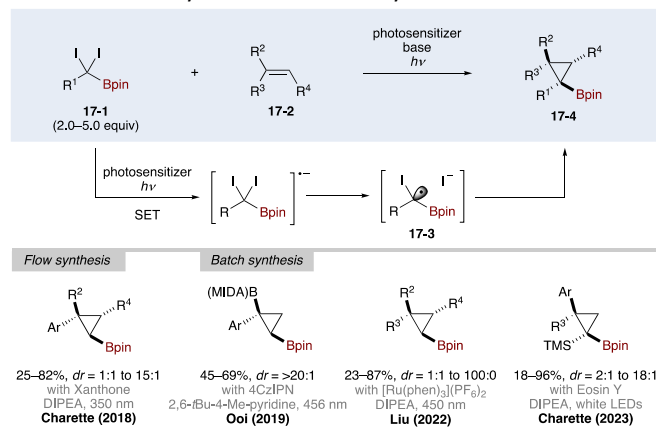 I I
R1 Bpin
17-1
(2.0–5.0 equiv)
+
R2
R3 R4
17-2
photosensitizer
base
hν
R2
R4
R3
R1 Bpin
17-4
photosensitizer
hν
SET
I I
R Bpin
•–
I I–
R Bpin
17-3
Flow synthesis
Batch synthesis
R2
R4
Ar
Bpin
25–82%, dr = 1:1 to 15:1
with Xanthone
DIPEA, 350 nm
Charette (2018)
(MIDA)B
Ar
Bpin
45–69%, dr = >20:1
with 4CzIPN
2,6-tBu-4-Me-pyridine, 456 nm
Ooi (2019)
R2
R4
R3
Bpin
23–87%, dr = 1:1 to 100:0
with [Ru(phen)3](PF6)2
DIPEA, 450 nm
Liu (2022)
Ar
R3
TMS Bpin
18–96%, dr = 2:1 to 18:1
with Eosin Y
DIPEA, white LEDs
Charette (2023)